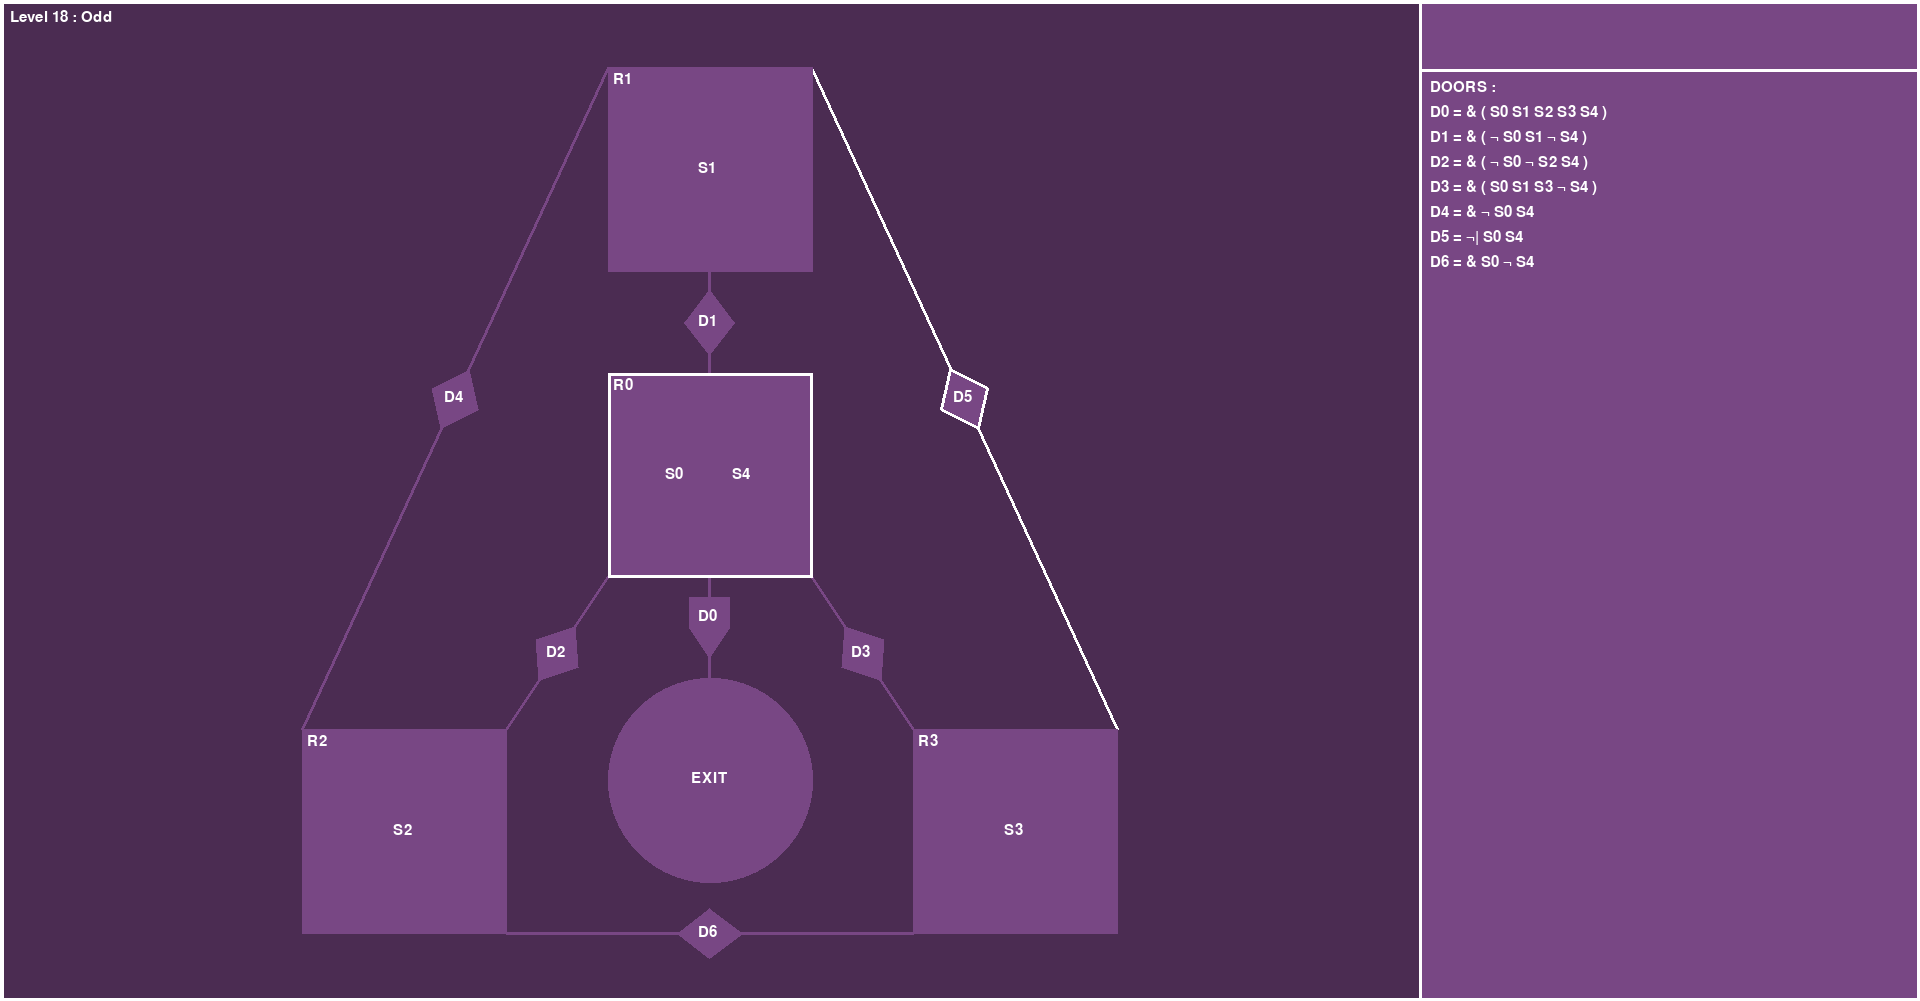 Level 18 : Odd
R1
S1
D1
D4
D5
R0
S0 S4
D0
D2
D3
R2
S2
EXIT
R3
S3
D6
DOORS :
D0 = & ( S0 S1 S2 S3 S4 )
D1 = & ( ¬ S0 S1 ¬ S4 )
D2 = & ( ¬ S0 ¬ S2 S4 )
D3 = & ( S0 S1 S3 ¬ S4 )
D4 = & ¬ S0 S4
D5 = ¬| S0 S4
D6 = & S0 ¬ S4